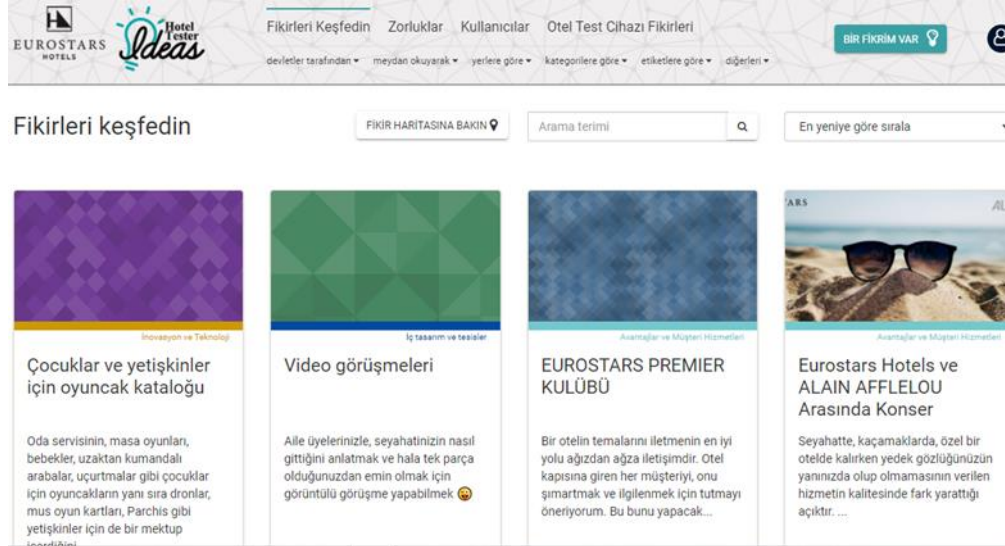 EUROSTARS
HOTELS
Hotel
Tester
Ideas
Fikirleri Keşfedin Zorluklar Kullanıcılar Otel Test Cihazı Fikirleri
BİR FİKRİM VAR
devletler tarafından meydan okuyarak yerlere göre kategorilere göre etiketlere göre diğerleri
Fikirleri keşfedin
FİKİR HARİTASINA BAKIN
Arama terimi
En yeniye göre sırala
İnovasyon ve Teknoloji
Çocuklar ve yetişkinler
için oyuncak kataloğu
Oda servisinin, masa oyunları,
bebekler, uzaktan kumandalı
arabalar, uçurtmalar gibi çocuklar
için oyuncakların yanı sıra dronlar,
mus oyun kartları, Parchis gibi
yetişkinler için de bir mektup
İç tasarım ve tesisler
Video görüşmeleri
Aile üyelerinizle, seyahatinizin nasıl
gittiğini anlatmak ve hala tek parça
olduğunuzdan emin olmak için
görüntülü görüşme yapabilmek 😜
Avantajlar ve Müşteri Hizmetleri
EUROSTARS PREMIER
KULÜBÜ
Bir otelin temalarını iletmenin en iyi
yolu ağızdan ağza iletişimdir. Otel
kapısına giren her müşteriyi, onu
şımartmak ve ilgilenmek için tutmayı
öneriyorum. Bu bunu yapacak...
Avantajlar ve Müşteri Hizmetleri
Eurostars Hotels ve
ALAIN AFFLELOU
Arasında Konser
Seyahatte, kaçamaklarda, özel bir
otelde kalırken yedek gözlüğünüzün
yanınızda olup olmamasının verilen
hizmetin kalitesinde fark yarattığı
açıktır. ...